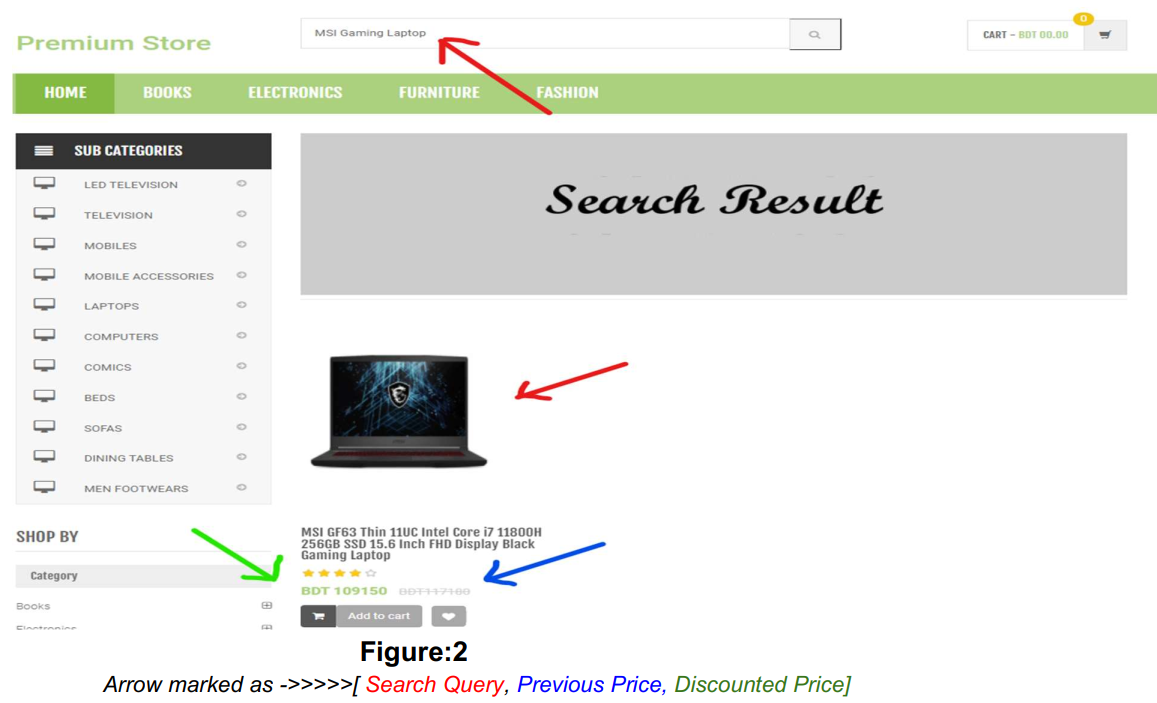 MSI Gaming Laptop
0
Premium Store
CART - BDT 00.00
HOME BOOKS ELECTRONICS FURNITURE FASHION
SUB CATEGORIES
LED TELEVISION
TELEVISION
MOBILES
MOBILE ACCESSORIES
LAPTOPS
COMPUTERS
COMICS
BEDS
SOFAS
DINING TABLES
MEN FOOTWEARS
Search Result
SHOP BY
Category
Books
Electronics
MSI GF63 Thin 11UC Intel Core i7 11800H
256GB SSD 15.6 Inch FHD Display Black
Gaming Laptop
BDT 109150 BDT117100
Add to cart
Figure:2
Arrow marked as ->>>>>[ Search Query, Previous Price, Discounted Price]